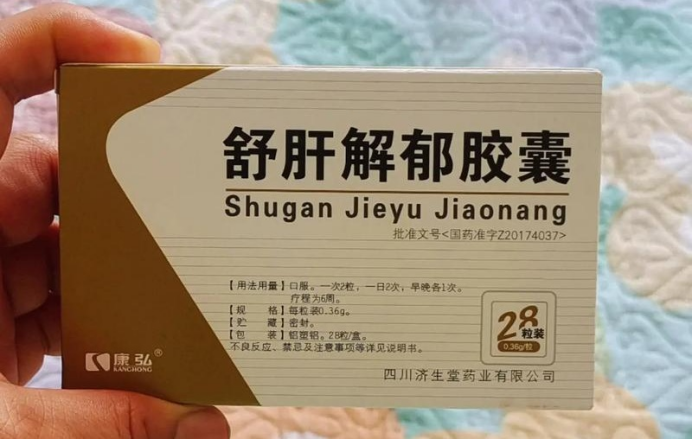 舒肝解郁胶囊
Shugan Jieyu Jiaonang
批准文号<国药准字Z20174037>
【用法用量】口服。一次2粒，一日2次，早晚各1次。
疗程为6周。
【规　　格】每粒装0.36g。
【贮　　藏】密封。
【包　　装】铝塑铝。28粒/盒。
不良反应、禁忌及注意事项等详见说明书。
28粒装
0.36g/粒
康弘®
KANGHONG
四川济生堂药业有限公司